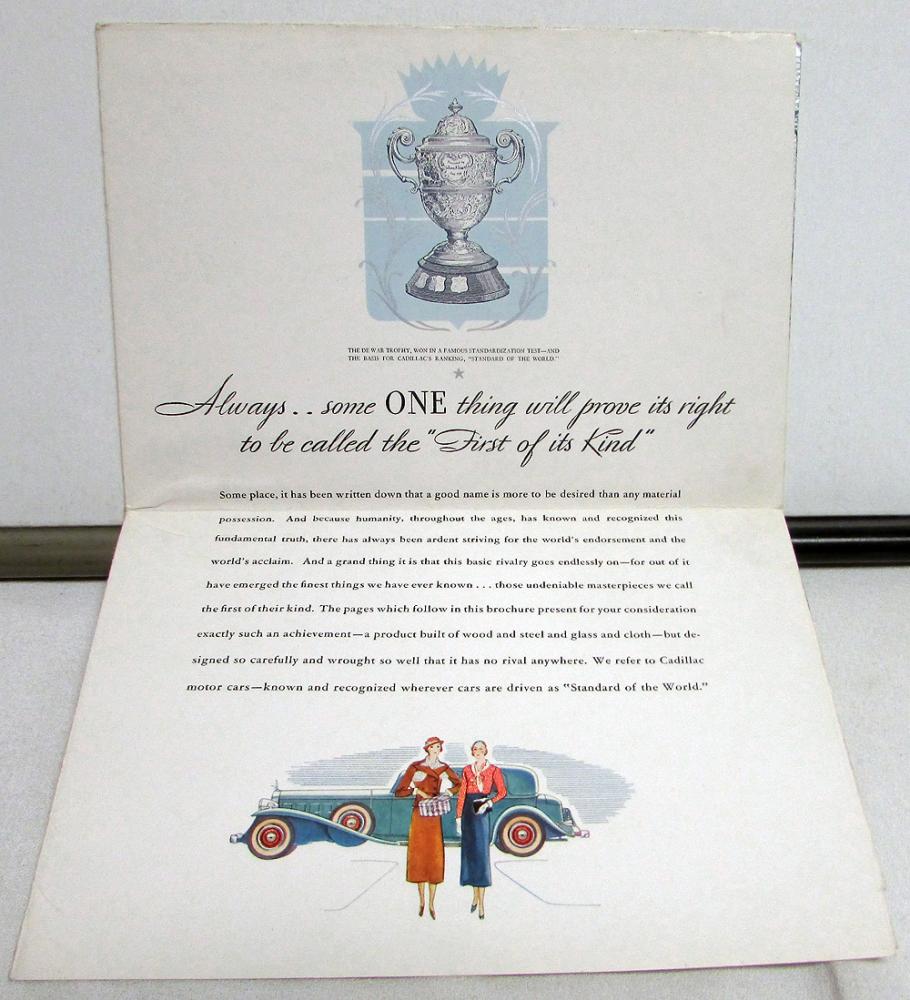 THE DE WAR TROPHY, WON IN A FAMOUS STANDARDIZATION TEST—AND
THE BASIS FOR CADILLAC'S RANKING, "STANDARD OF THE WORLD."
Always . . some ONE thing will prove its right
to be called the "First of its Kind"
Some place, it has been written down that a good name is more to be desired than any material
possession. And because humanity, throughout the ages, has known and recognized this
fundamental truth, there has always been ardent striving for the world's endorsement and the
world's acclaim. And a grand thing it is that this basic rivalry goes endlessly on—for out of it
have emerged the finest things we have ever known . . . those undeniable masterpieces we call
the first of their kind. The pages which follow in this brochure present for your consideration
exactly such an achievement—a product built of wood and steel and glass and cloth—but de-
signed so carefully and wrought so well that it has no rival anywhere. We refer to Cadillac
motor cars—known and recognized wherever cars are driven as "Standard of the World."